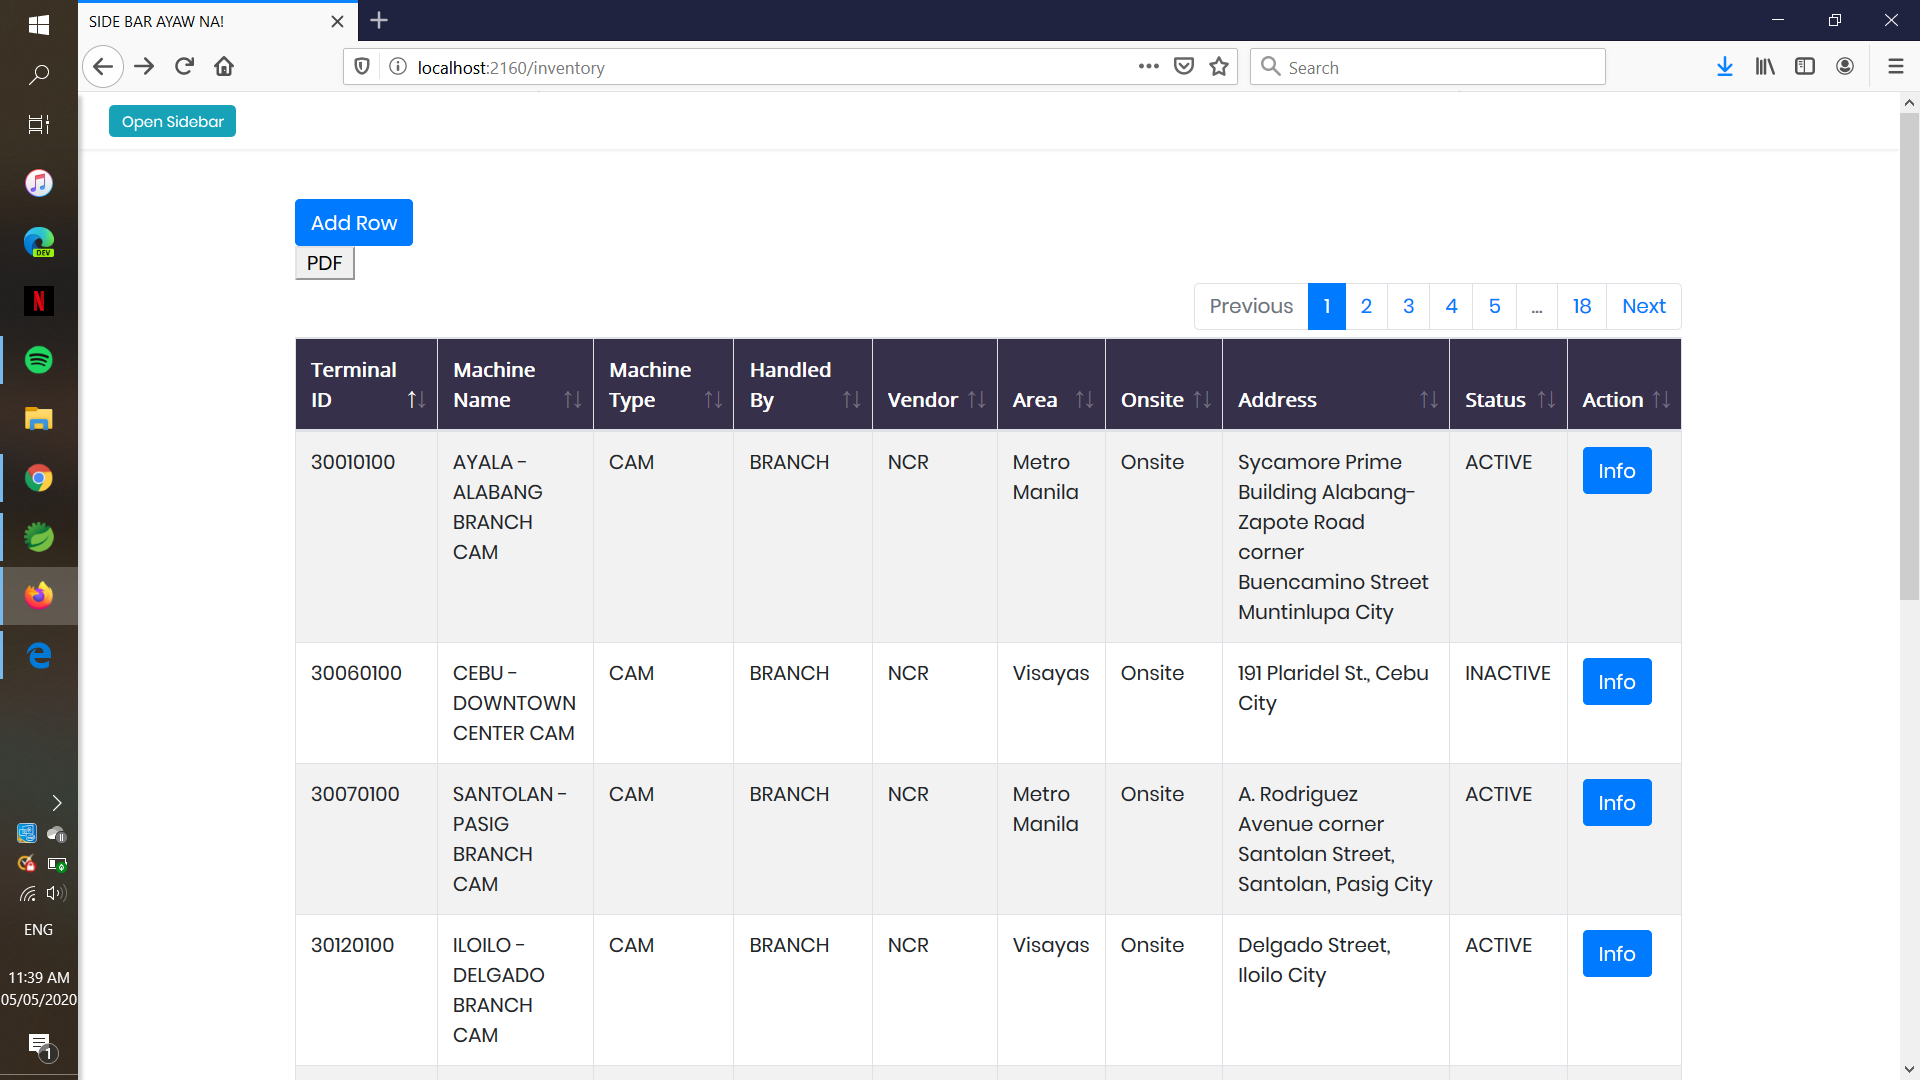 SIDE BAR AYAW NA!
localhost:2160/inventory
Search
Open Sidebar
Add Row
PDF
Previous 1 2 3 4 5 ... 18 Next
Terminal ID Machine Name Machine Type Handled By Vendor Area Onsite Address Status Action
30010100 AYALA - ALABANG BRANCH CAM CAM BRANCH NCR Metro Manila Onsite Sycamore Prime Building Alabang-Zapote Road corner Buencamino Street Muntinlupa City ACTIVE Info
30060100 CEBU - DOWNTOWN CENTER CAM CAM BRANCH NCR Visayas Onsite 191 Plaridel St., Cebu City INACTIVE Info
30070100 SANTOLAN - PASIG BRANCH CAM CAM BRANCH NCR Metro Manila Onsite A. Rodriguez Avenue corner Santolan Street, Santolan, Pasig City ACTIVE Info
30120100 ILOILO - DELGADO BRANCH CAM CAM BRANCH NCR Visayas Onsite Delgado Street, Iloilo City ACTIVE Info
DEV
N
ENG
11:39 AM
05/05/2020
1